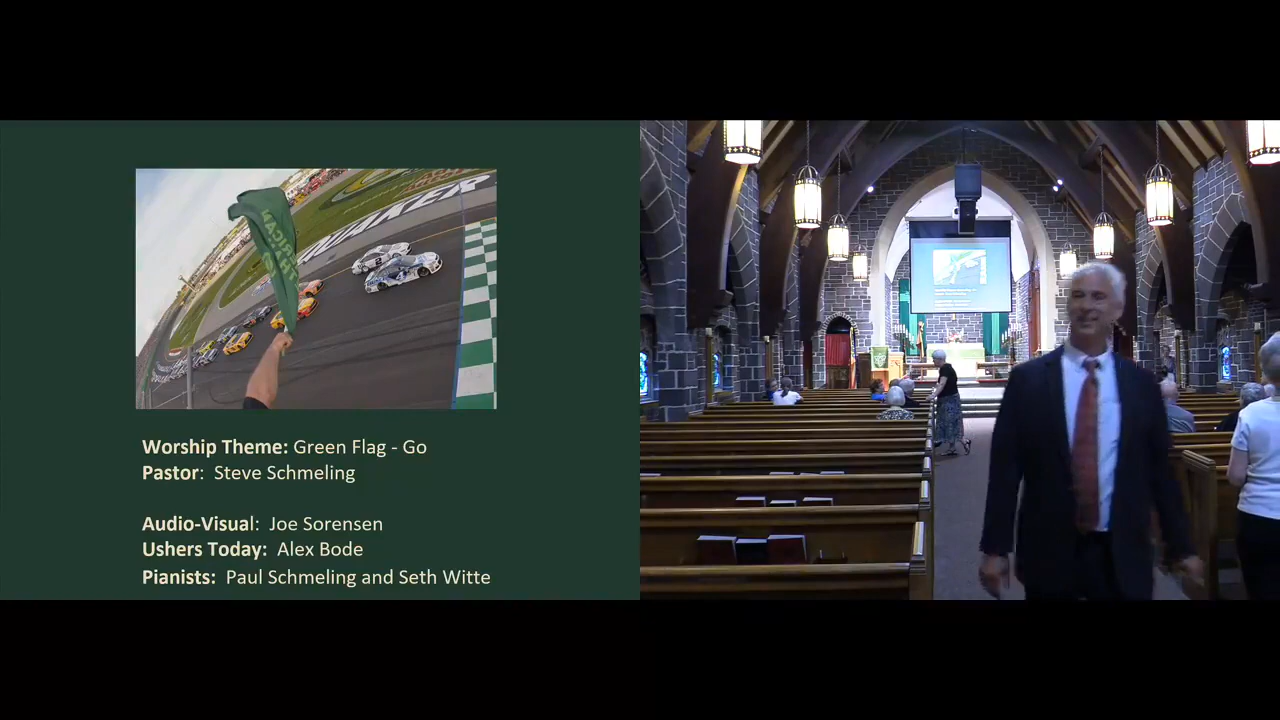 QUAKER
Worship Theme: Green Flag - Go
Pastor: Steve Schmeling
Audio-Visual: Joe Sorensen
Ushers Today: Alex Bode
Pianists: Paul Schmeling and Seth Witte